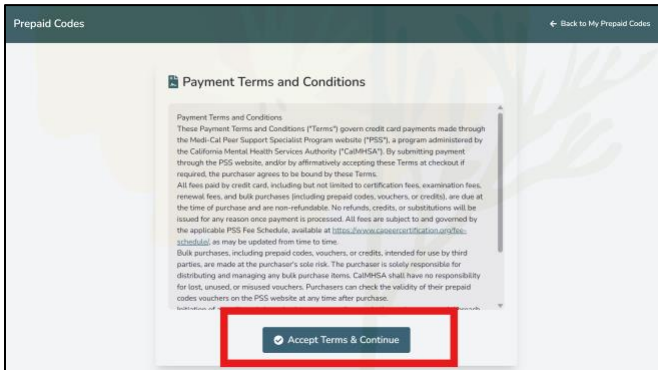 Prepaid Codes
← Back to My Prepaid Codes
Payment Terms and Conditions
Payment Terms and Conditions
These Payment Terms and Conditions ("Terms") govern credit card payments made through
the Medi-Cal Peer Support Specialist Program website ("PSS"), a program administered by
the California Mental Health Services Authority ("CalMHSA"). By submitting payment
through the PSS website, and/or by affirmatively accepting these Terms at checkout if
required, the purchaser agrees to be bound by these Terms.
All fees paid by credit card, including but not limited to certification fees, examination fees,
renewal fees, and bulk purchases (including prepaid codes, vouchers, or credits), are due at
the time of purchase and are non-refundable. No refunds, credits, or substitutions will be
issued for any reason once payment is processed. All fees are subject to and governed by
the applicable PSS Fee Schedule, available at https://www.capeercertification.org/fee-
schedule/, as may be updated from time to time.
Bulk purchases, including prepaid codes, vouchers, or credits, intended for use by third
parties, are made at the purchaser's sole risk. The purchaser is solely responsible for
distributing and managing any bulk purchase items. CalMHSA shall have no responsibility
for lost, unused, or misused vouchers. Purchasers can check the validity of their prepaid
codes vouchers on the PSS website at any time after purchase.
Initiation of a
Accept Terms & Continue